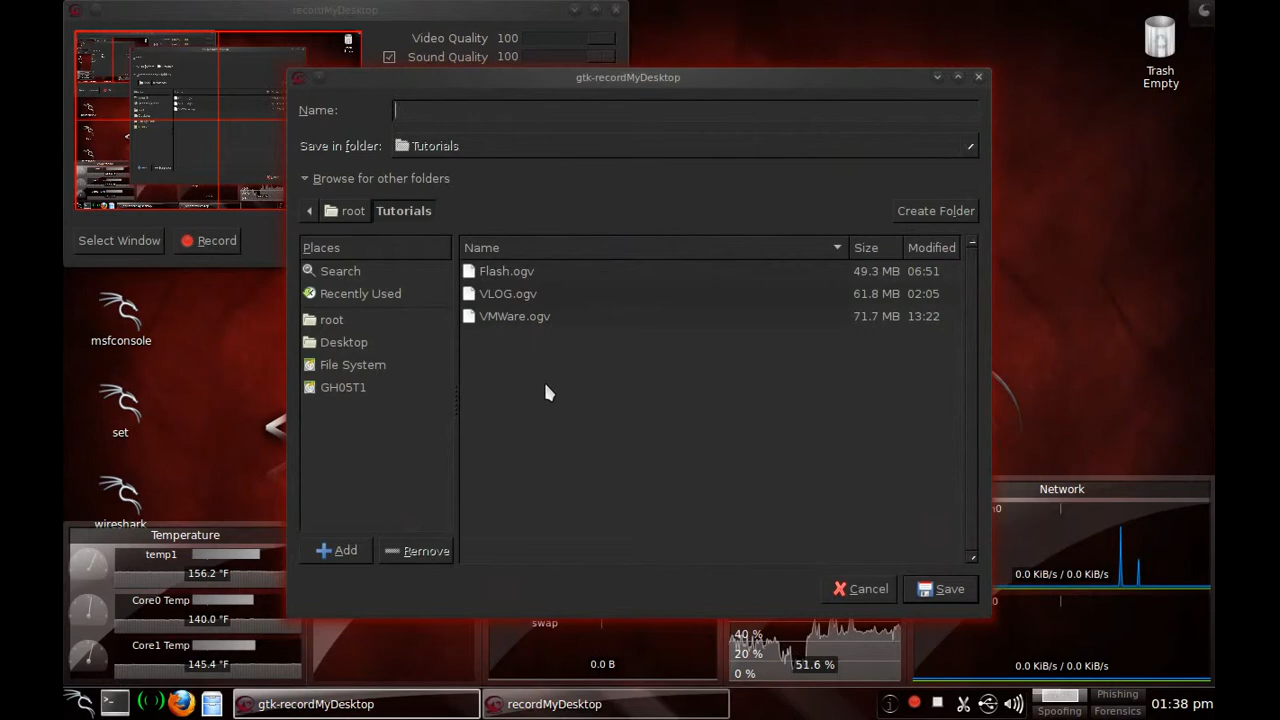 recordMyDesktop
Video Quality 100
Sound Quality 100
Trash
Empty
gtk-recordMyDesktop
Name:
Save in folder: Tutorials
Browse for other folders
root Tutorials Create Folder
Select Window Record
Places Name Size Modified
Search Flash.ogv 49.3 MB 06:51
Recently Used VLOG.ogv 61.8 MB 02:05
root VMWare.ogv 71.7 MB 13:22
Desktop
File System
GH05T1
msfconsole
set
wireshark
Add Remove
Cancel Save
Temperature
temp1
156.2 °F
Core0 Temp
140.0 °F
Core1 Temp
145.4 °F
swap
0.0 B
40 %
20 %
0 %
51.6 %
Network
0.0 KiB/s / 0.0 KiB/s
0.0 KiB/s / 0.0 KiB/s
gtk-recordMyDesktop recordMyDesktop
Phishing
Spoofing Forensics
01:38 pm